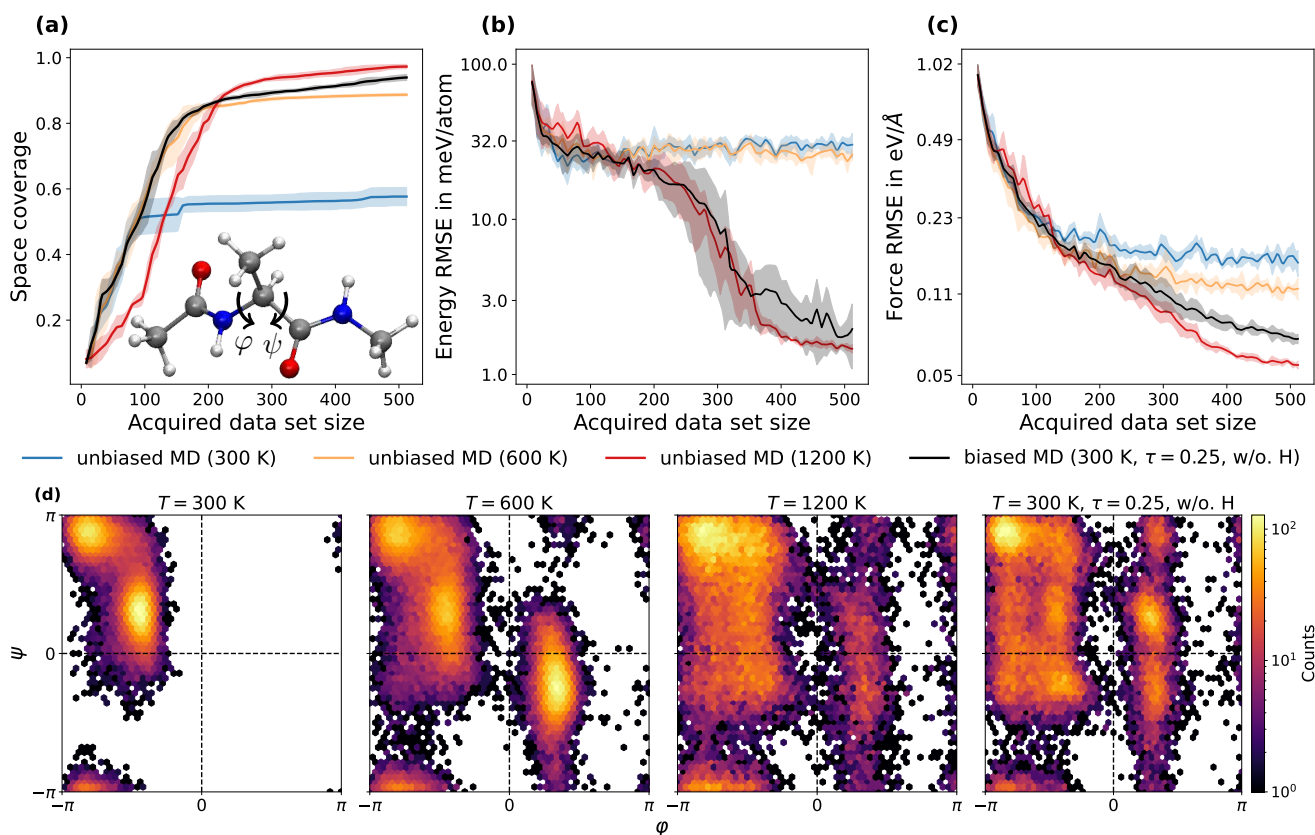 (a)
(b)
(c)
Space coverage
1.0
0.8
0.6
0.4
0.2
0
100
200
300
400
500
Acquired data set size
φ
ψ
Energy RMSE in meV/atom
100.0
32.0
10.0
3.0
1.0
0
100
200
300
400
500
Acquired data set size
Force RMSE in eV/Å
1.02
0.49
0.23
0.11
0.05
0
100
200
300
400
500
Acquired data set size
unbiased MD (300 K)
unbiased MD (600 K)
unbiased MD (1200 K)
biased MD (300 K, τ = 0.25, w/o. H)
(d)
T = 300 K
T = 600 K
T = 1200 K
T = 300 K, τ = 0.25, w/o. H
ψ
π
0
−π
−π
0
π
−π
0
π
−π
0
π
−π
0
π
φ
10²
10¹
10⁰
Counts